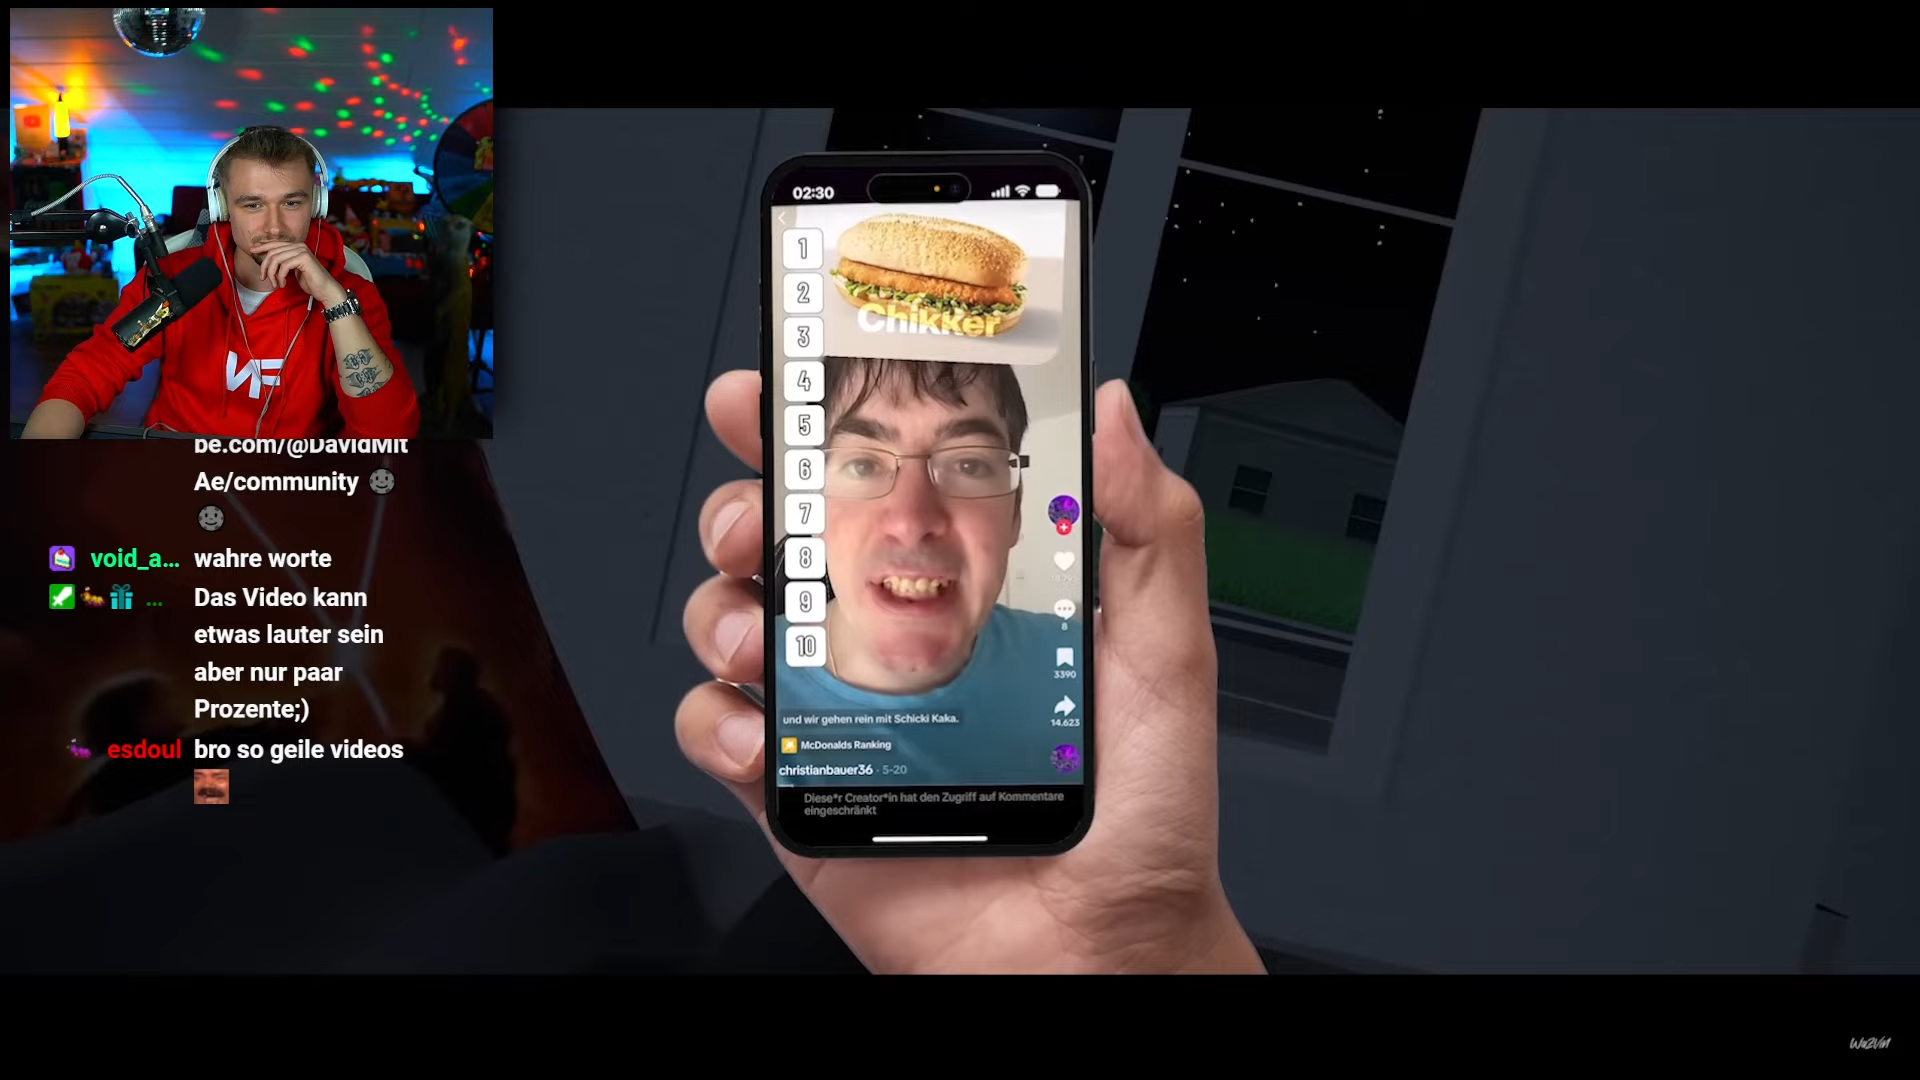 be.com/@DavidMit
Ae/community
void_a... wahre worte
... Das Video kann
etwas lauter sein
aber nur paar
Prozente;)
esdoul bro so geile videos
NF
02:30
1
2
3
4
5
6
7
8
9
10
Chikker
8
3390
14.623
und wir gehen rein mit Schicki Kaka.
McDonalds Ranking
christianbauer36 · 5-20
Diese*r Creator*in hat den Zugriff auf Kommentare
eingeschränkt